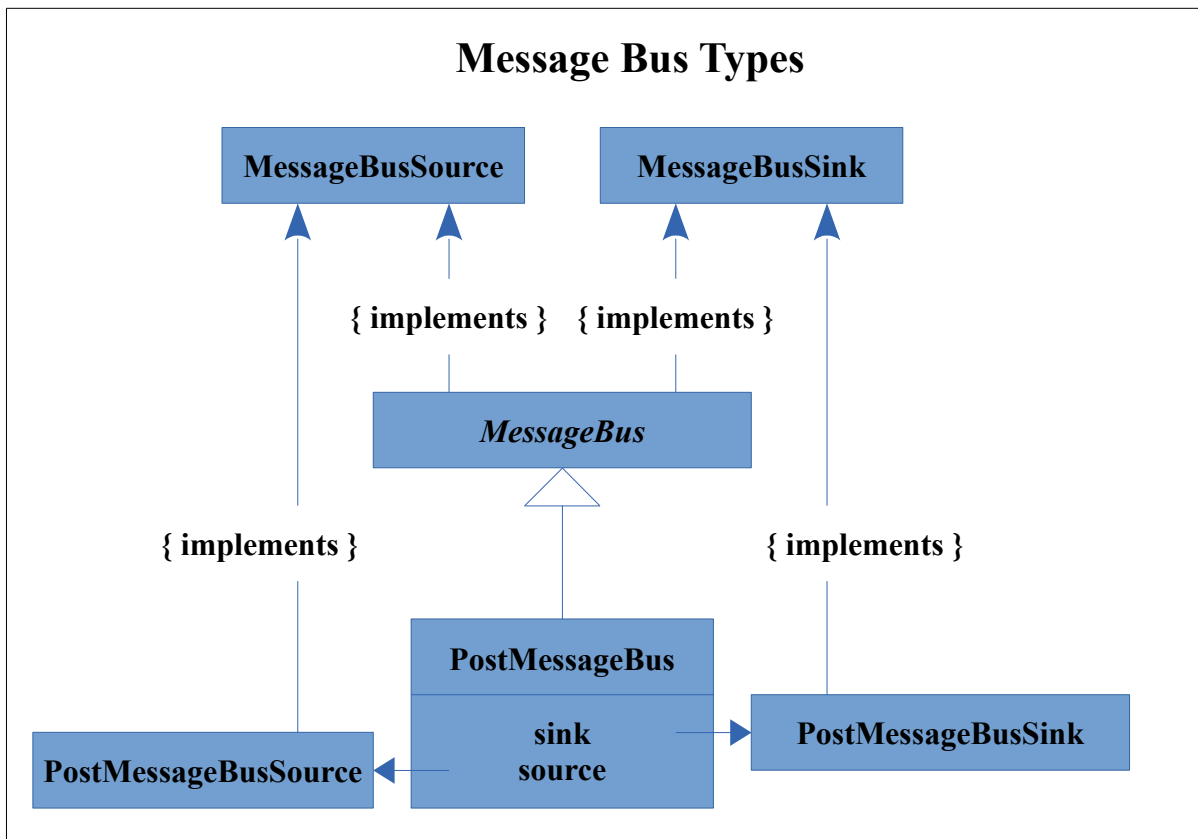 Message Bus Types
MessageBusSource
MessageBusSink
{ implements }
{ implements }
MessageBus
{ implements }
{ implements }
PostMessageBus
sink
source
PostMessageBusSource
PostMessageBusSink